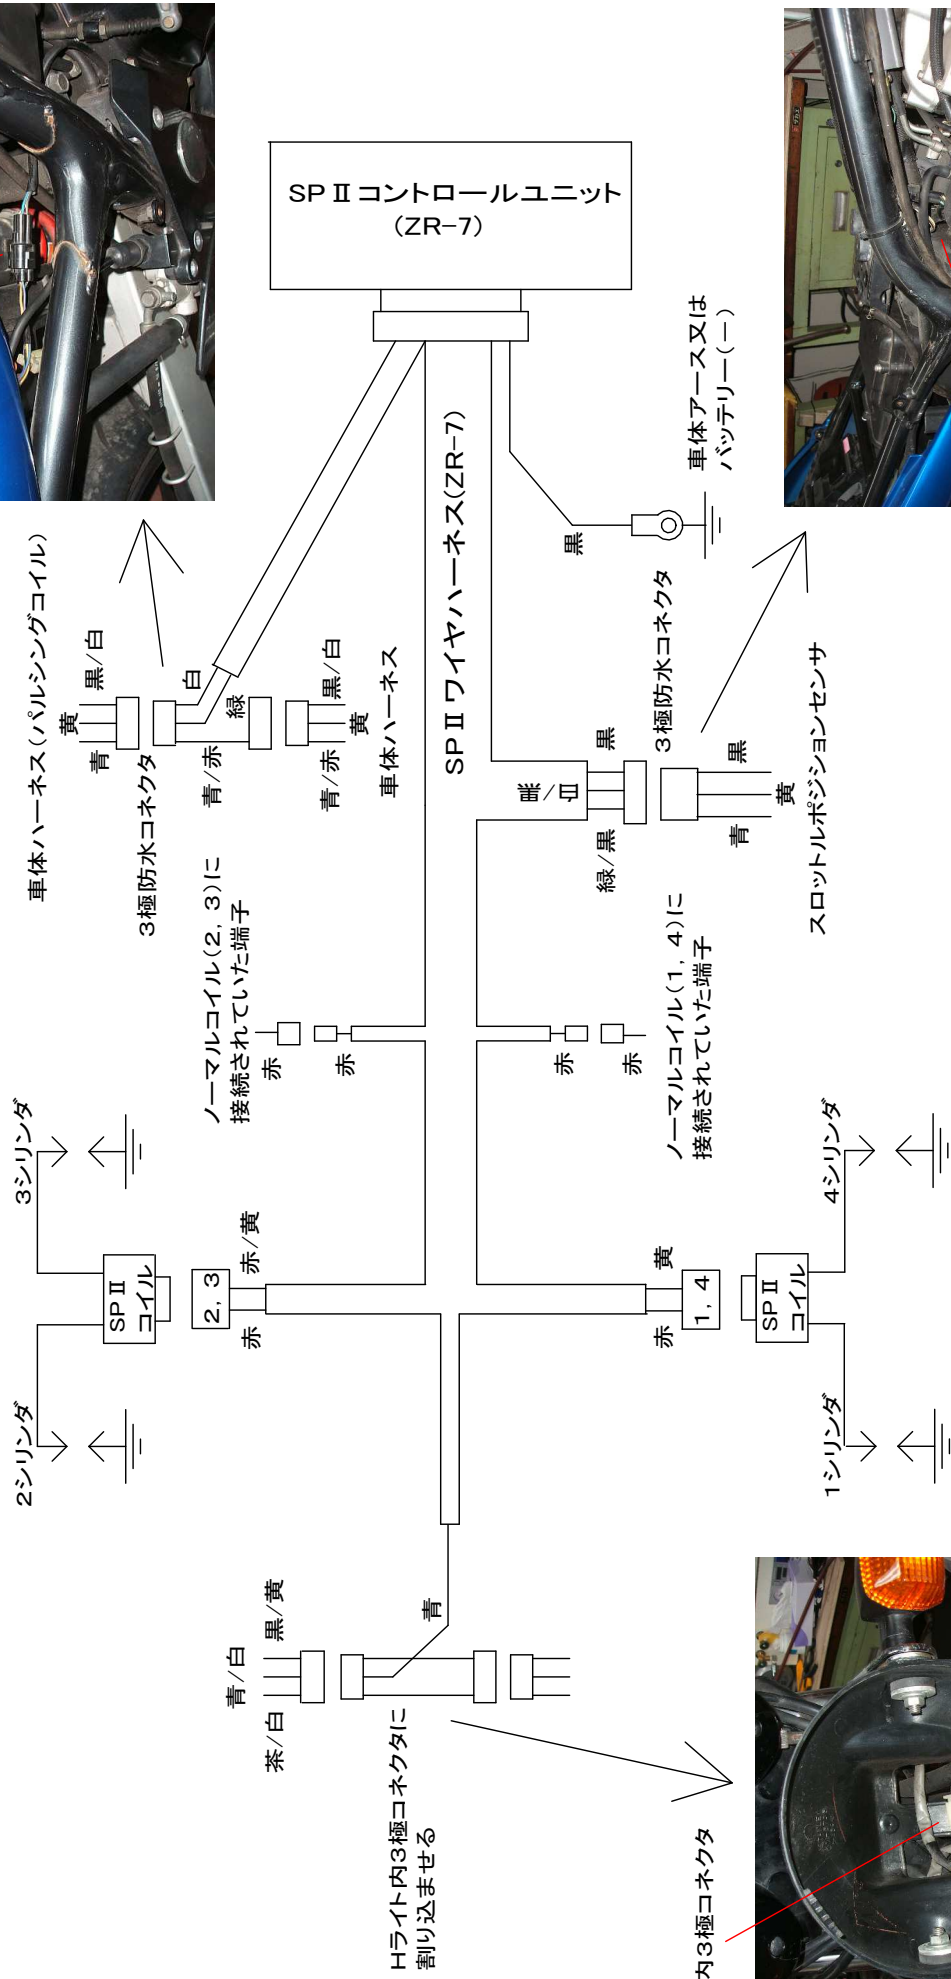 SPⅡコントロールユニット
(ZR-7)
車体アース又は
バッテリー(-)
黒
車体ハーネス(パルシングコイル)
黒/白
黄
青
3極防水コネクタ
白
緑
青/赤
黒/白
黄
青/赤
車体ハーネス
SPⅡワイヤハーネス(ZR-7)
3極防水コネクタ
黒
緑/黒
黒
黄
青
スロットルポジションセンサ
ノーマルコイル(2, 3)に
接続されていた端子
赤
赤
ノーマルコイル(1, 4)に
接続されていた端子
赤
赤
3シリンダ
2シリンダ
SPⅡ
コイル
2, 3
赤/黄
赤
4シリンダ
1シリンダ
SPⅡ
コイル
1, 4
黄
赤
青
黒/黄
青/白
茶/白
Hライト内3極コネクタに
割り込ませる
内3極コネクタ